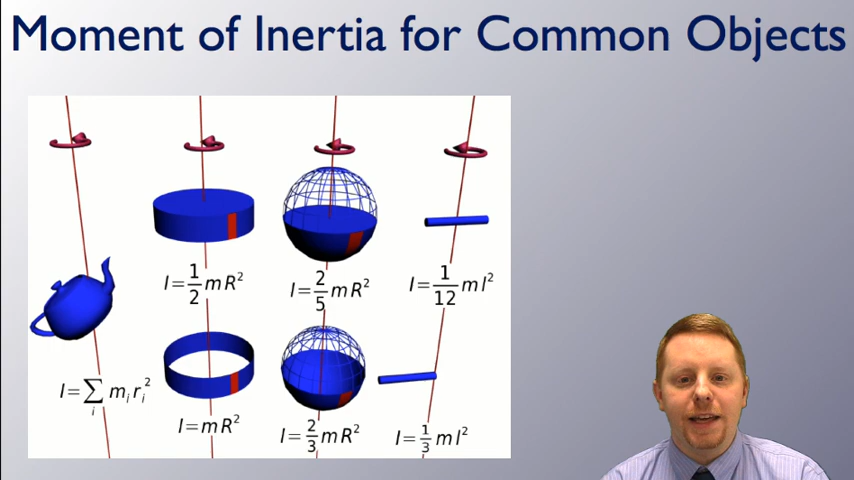 Moment of Inertia for Common Objects
I=1/2 mR²
I=2/5 mR²
I=1/12 ml²
I=∑ᵢ mᵢrᵢ²
I=mR²
I=2/3 mR²
I=1/3 ml²